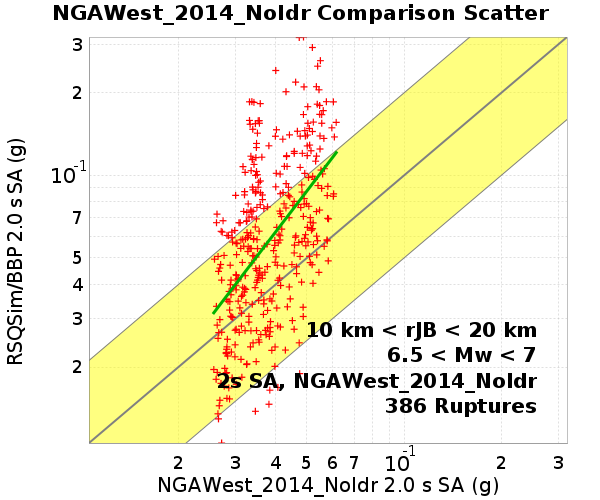 NGAWest_2014_NoIdr Comparison Scatter
RSQSim/BBP 2.0 s SA (g)
3
2
10-1
7
5
4
3
2
10 km < rJB < 20 km
6.5 < Mw < 7
2s SA, NGAWest_2014_NoIdr
386 Ruptures
2 3 4 5 6 7 10-1 2 3
NGAWest_2014_NoIdr 2.0 s SA (g)